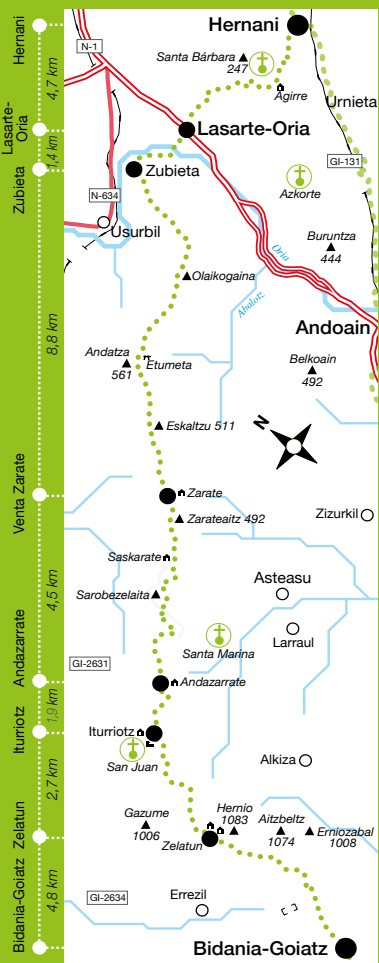 Hernani
4,7 km
Lasarte-
Oria
1,4 km
Zubieta
8,8 km
Venta Zarate
4,5 km
Andazarrate
1,9 km
Iturriotz
2,7 km
Zelatun
4,8 km
Bidania-Goiatz
Hernani
N-1
Santa Bárbara
247
Agirre
Urnieta
Lasarte-Oria
GI-131
Zubieta
Azkorte
N-634
Usurbil
Buruntza
444
Oria
Olaikogaina
Abalotz
Andoain
Andatza
561
Etumeta
Belkoain
492
Eskaltzu 511
N
Zarate
Zarateaitz 492
Zizurkil
Saskarate
Asteasu
Sarobezelaita
Larraul
Santa Marina
GI-2631
Andazarrate
Iturriotz
San Juan
Alkiza
Gazume
1006
Hernio
1083
Aitzbeltz
1074
Erniozabal
1008
Zelatun
GI-2634
Errezil
Bidania-Goiatz